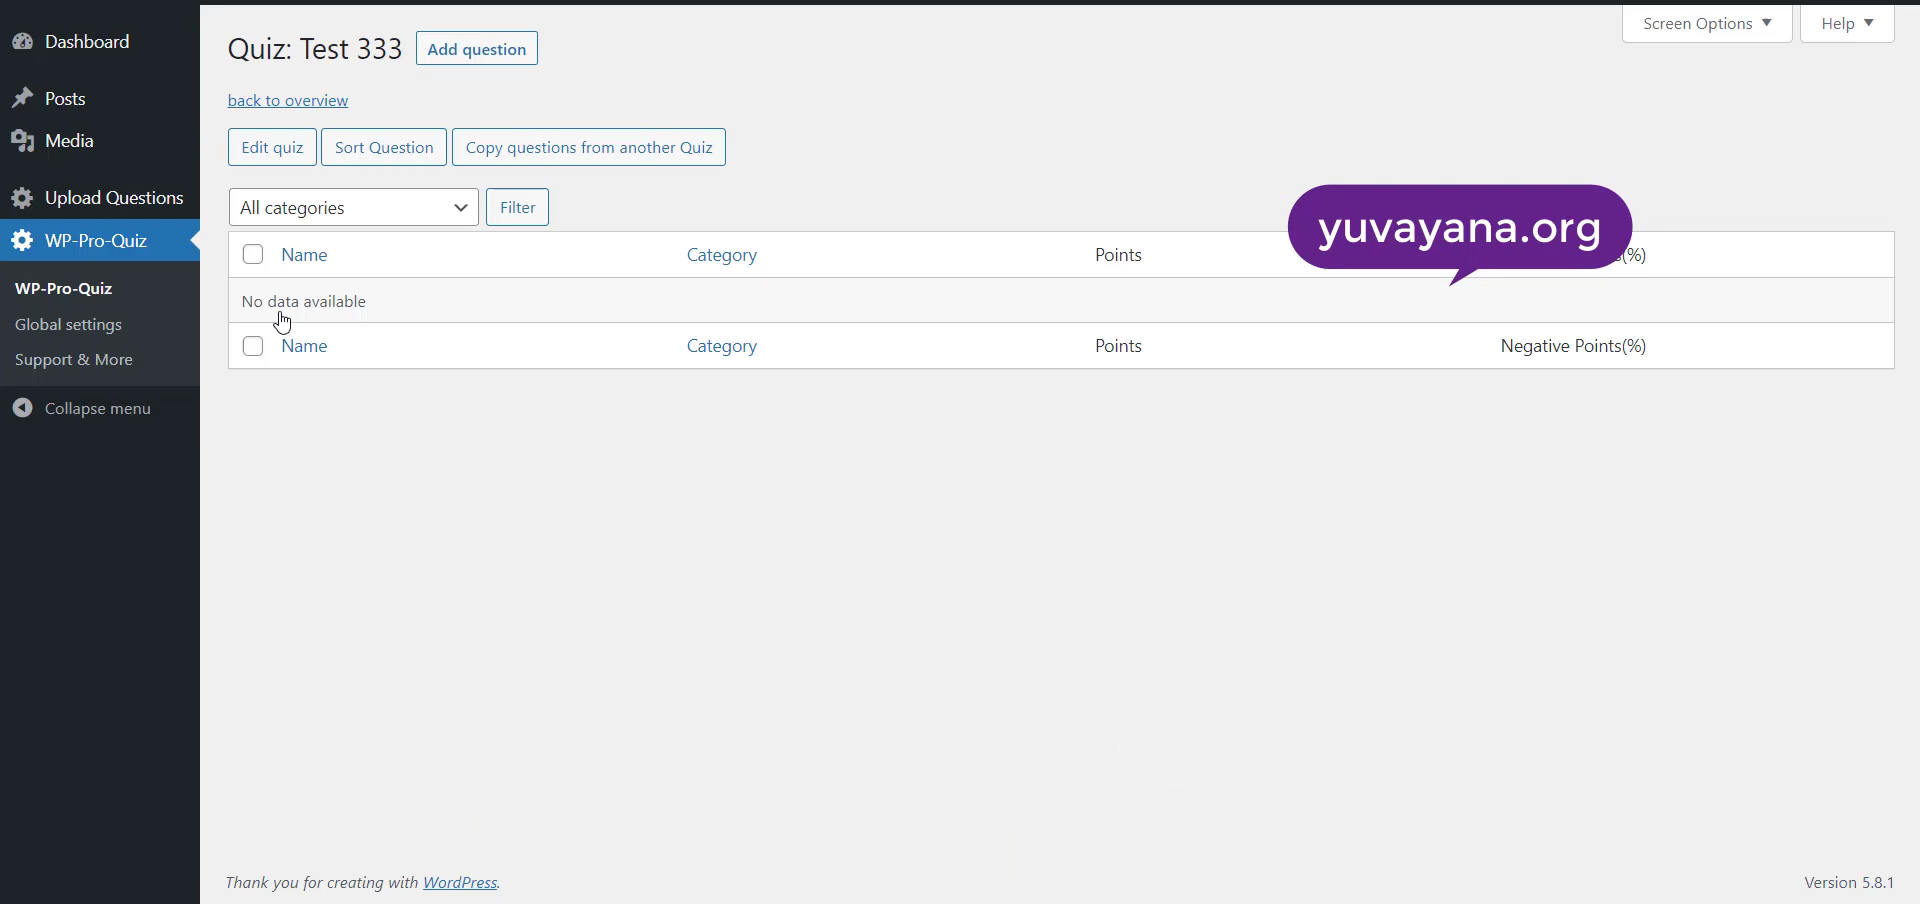 Dashboard
Posts
Media
Upload Questions
WP-Pro-Quiz
WP-Pro-Quiz
Global settings
Support & More
Collapse menu
Screen Options
Help
Quiz: Test 333
Add question
back to overview
Edit quiz
Sort Question
Copy questions from another Quiz
All categories
Filter
yuvayana.org
Name Category Points (%)
No data available
Name Category Points Negative Points(%)
Thank you for creating with WordPress.
Version 5.8.1